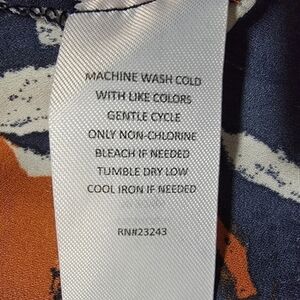 MACHINE WASH COLD
WITH LIKE COLORS
GENTLE CYCLE
ONLY NON-CHLORINE
BLEACH IF NEEDED
TUMBLE DRY LOW
COOL IRON IF NEEDED
RN#23243